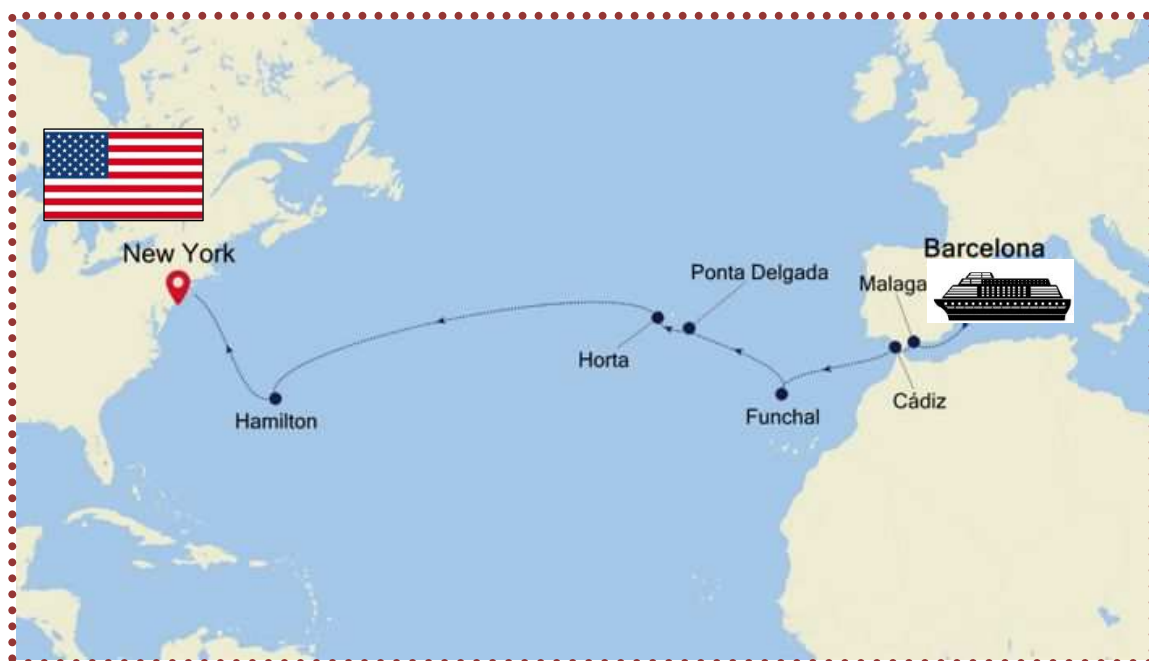 New York
Barcelona
Ponta Delgada
Malaga
Horta
Cádiz
Funchal
Hamilton